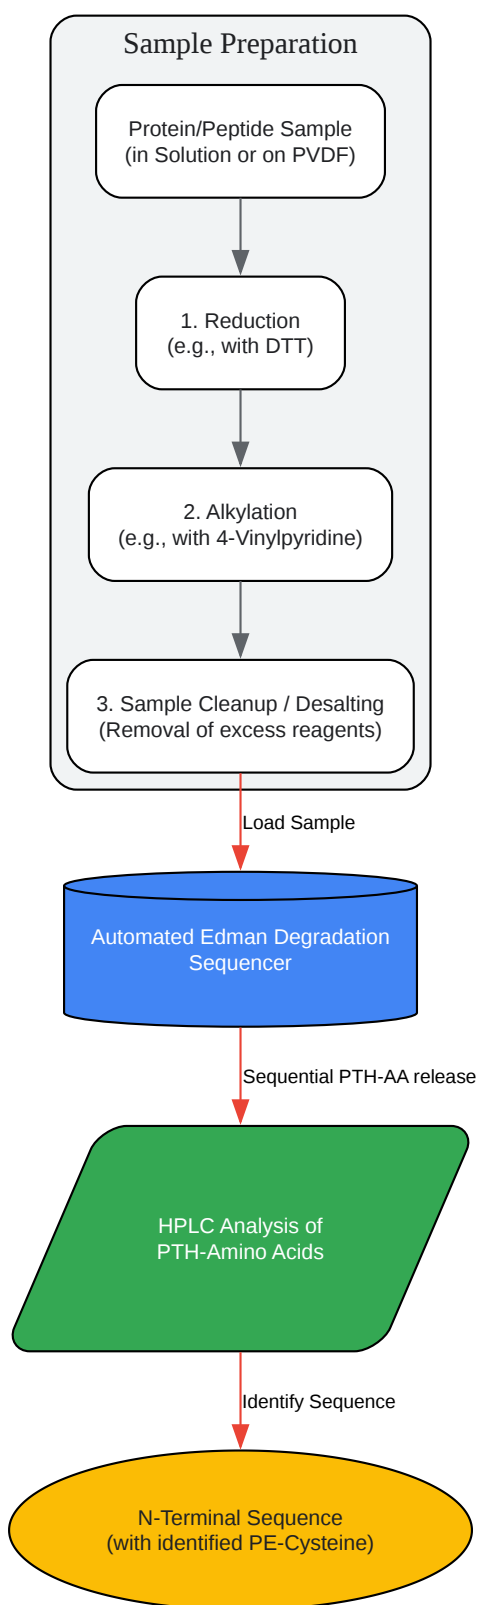 Sample Preparation
Protein/Peptide Sample
(in Solution or on PVDF)
1. Reduction
(e.g., with DTT)
2. Alkylation
(e.g., with 4-Vinylpyridine)
3. Sample Cleanup / Desalting
(Removal of excess reagents)
Load Sample
Automated Edman Degradation
Sequencer
Sequential PTH-AA release
HPLC Analysis of
PTH-Amino Acids
Identify Sequence
N-Terminal Sequence
(with identified PE-Cysteine)